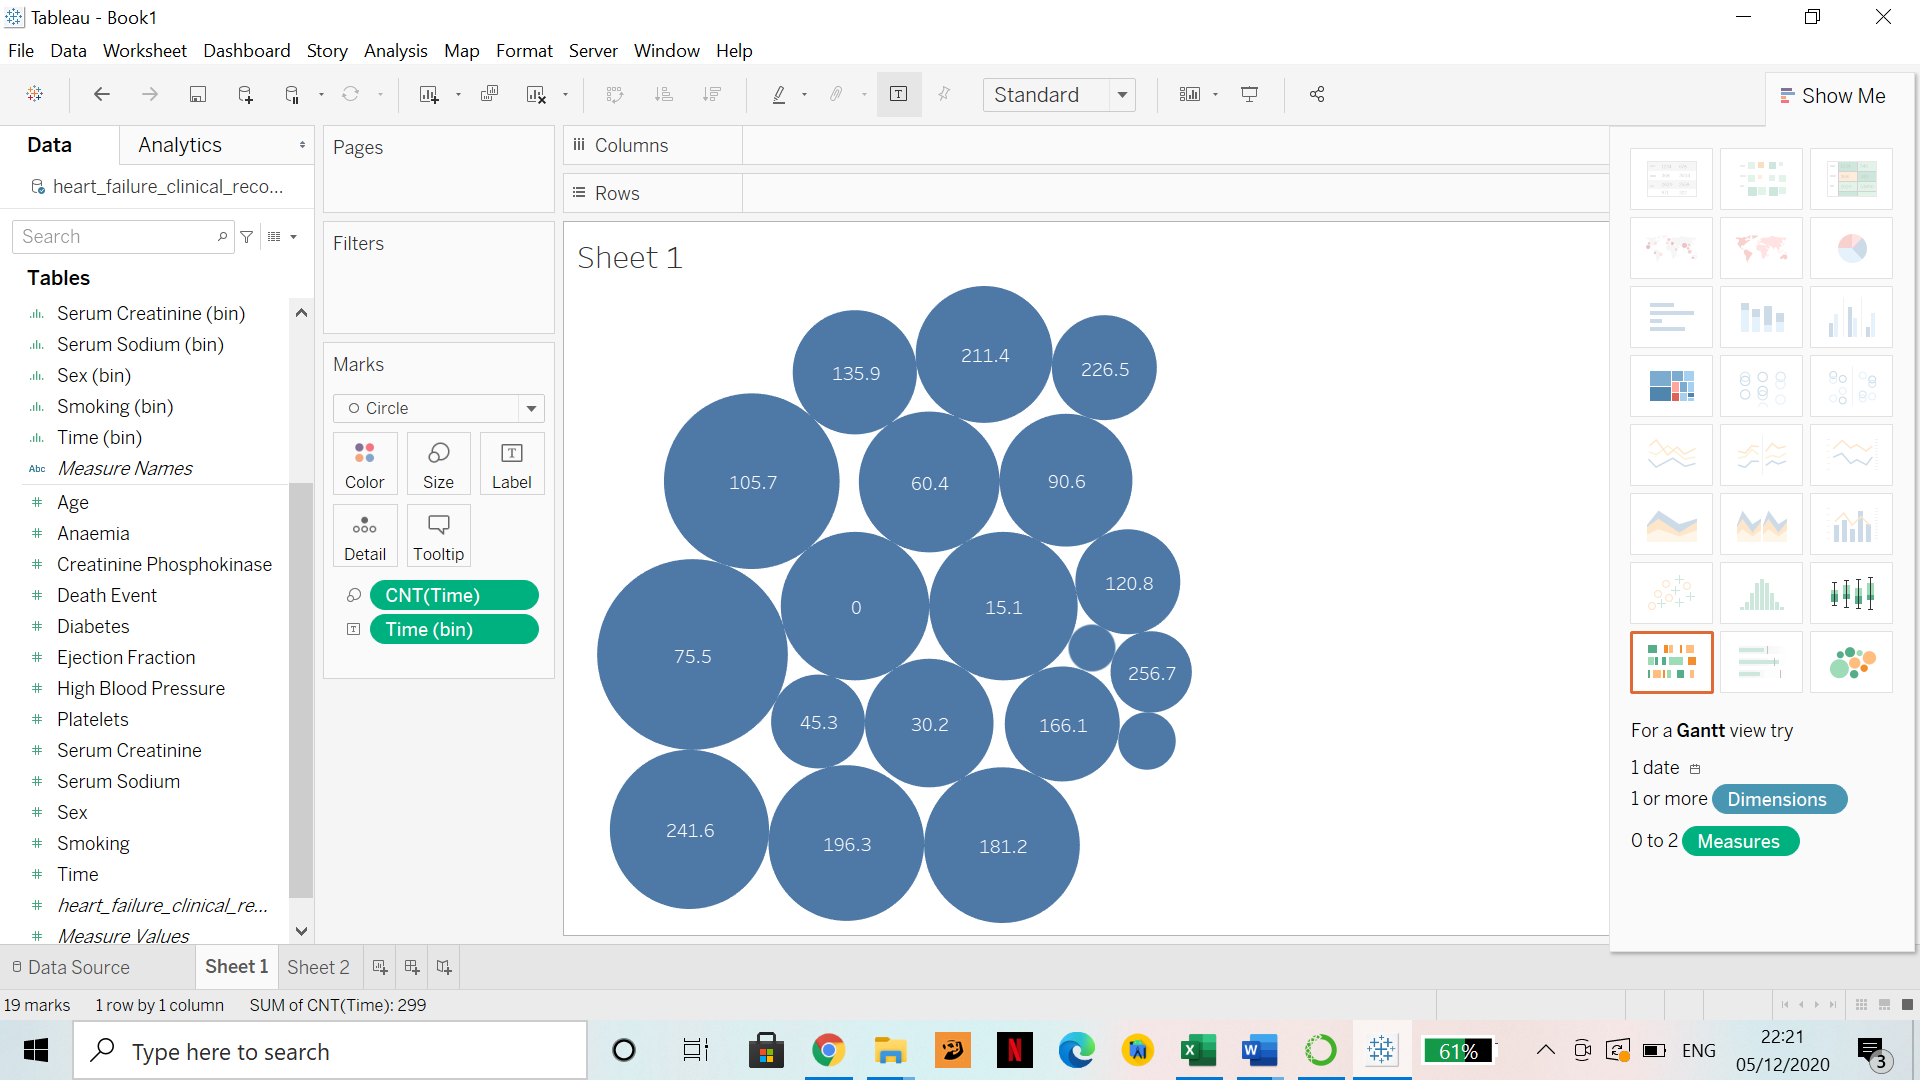 Tableau - Book1
File Data Worksheet Dashboard Story Analysis Map Format Server Window Help
Standard
Show Me
Data
Analytics
heart_failure_clinical_reco...
Search
Tables
Serum Creatinine (bin)
Serum Sodium (bin)
Sex (bin)
Smoking (bin)
Time (bin)
Abc Measure Names
Age
Anaemia
Creatinine Phosphokinase
Death Event
Diabetes
Ejection Fraction
High Blood Pressure
Platelets
Serum Creatinine
Serum Sodium
Sex
Smoking
Time
heart_failure_clinical_re...
Measure Values
Pages
Filters
Marks
Circle
Color Size Label
Detail Tooltip
CNT(Time)
Time (bin)
Columns
Rows
Sheet 1
211.4
135.9
226.5
105.7
60.4
90.6
120.8
0
15.1
75.5
256.7
45.3
30.2
166.1
241.6
196.3
181.2
For a Gantt view try
1 date
1 or more Dimensions
0 to 2 Measures
Data Source
Sheet 1
Sheet 2
19 marks 1 row by 1 column SUM of CNT(Time): 299
Type here to search
61%
ENG
22:21
05/12/2020
3